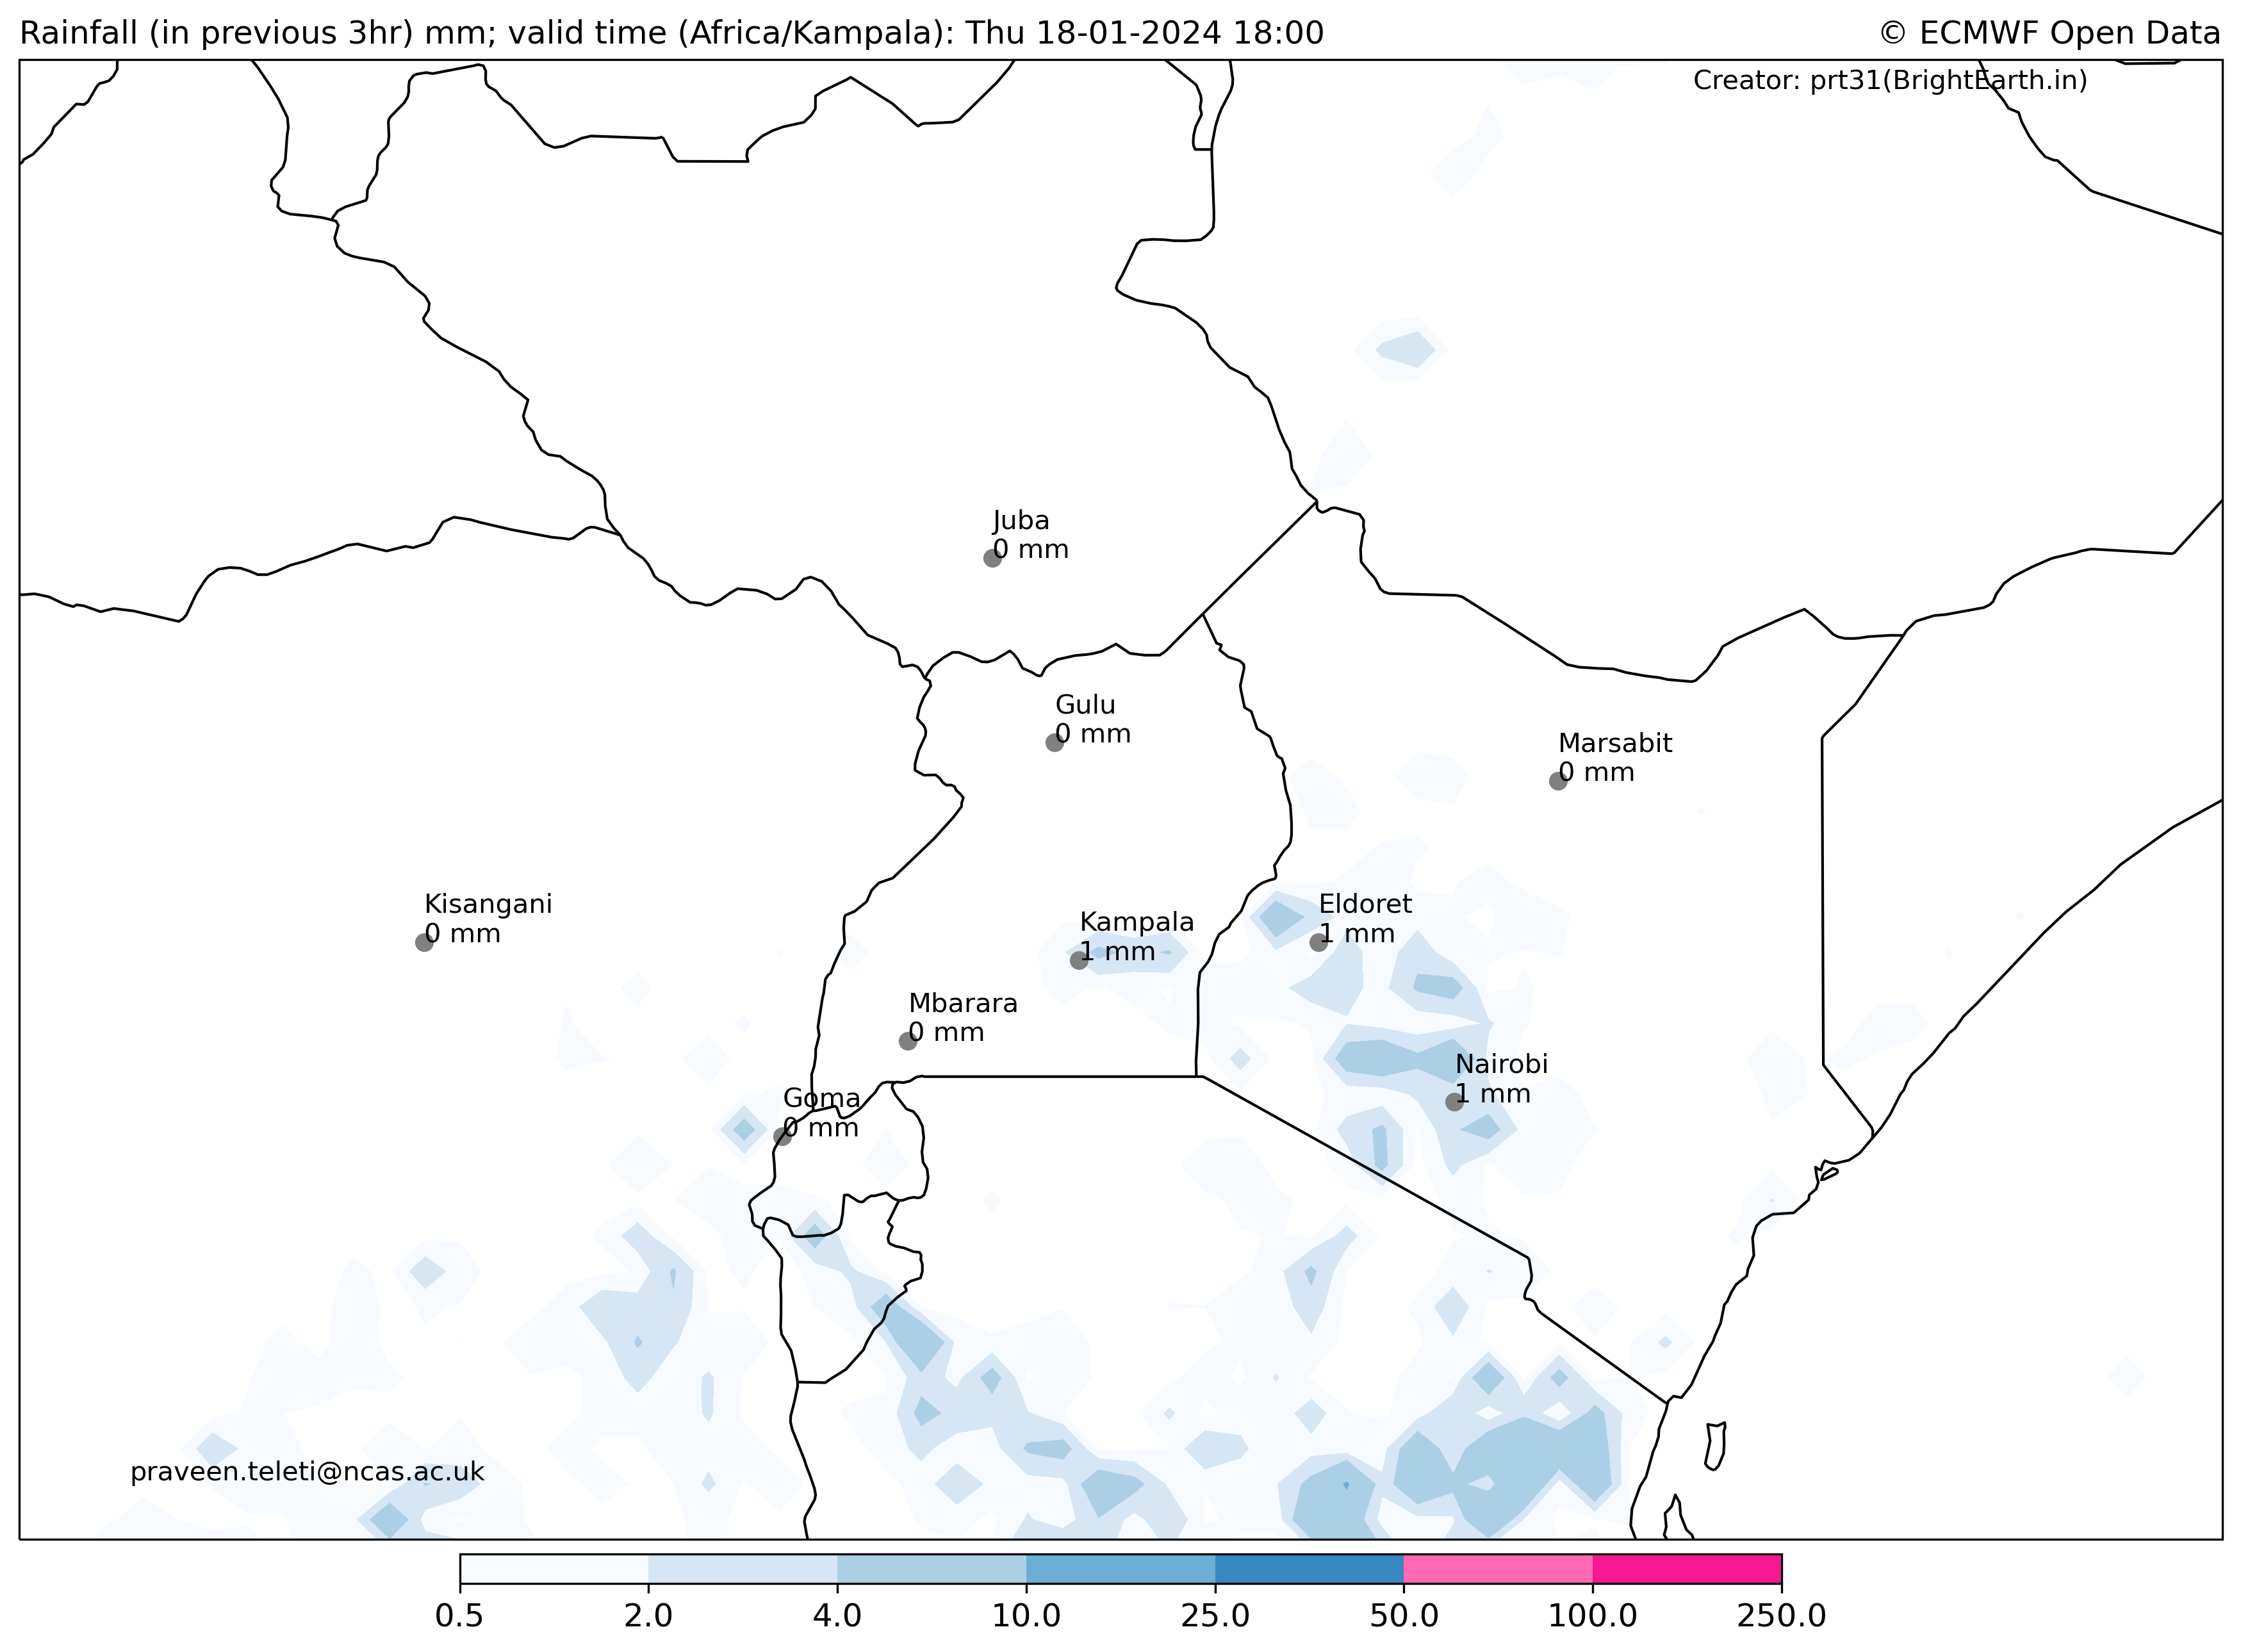 Rainfall (in previous 3hr) mm; valid time (Africa/Kampala): Thu 18-01-2024 18:00
© ECMWF Open Data
Creator: prt31(BrightEarth.in)
Juba
0 mm
Gulu
0 mm
Marsabit
0 mm
Kisangani
0 mm
Kampala
1 mm
Eldoret
1 mm
Mbarara
0 mm
Nairobi
1 mm
Goma
0 mm
praveen.teleti@ncas.ac.uk
0.5 2.0 4.0 10.0 25.0 50.0 100.0 250.0